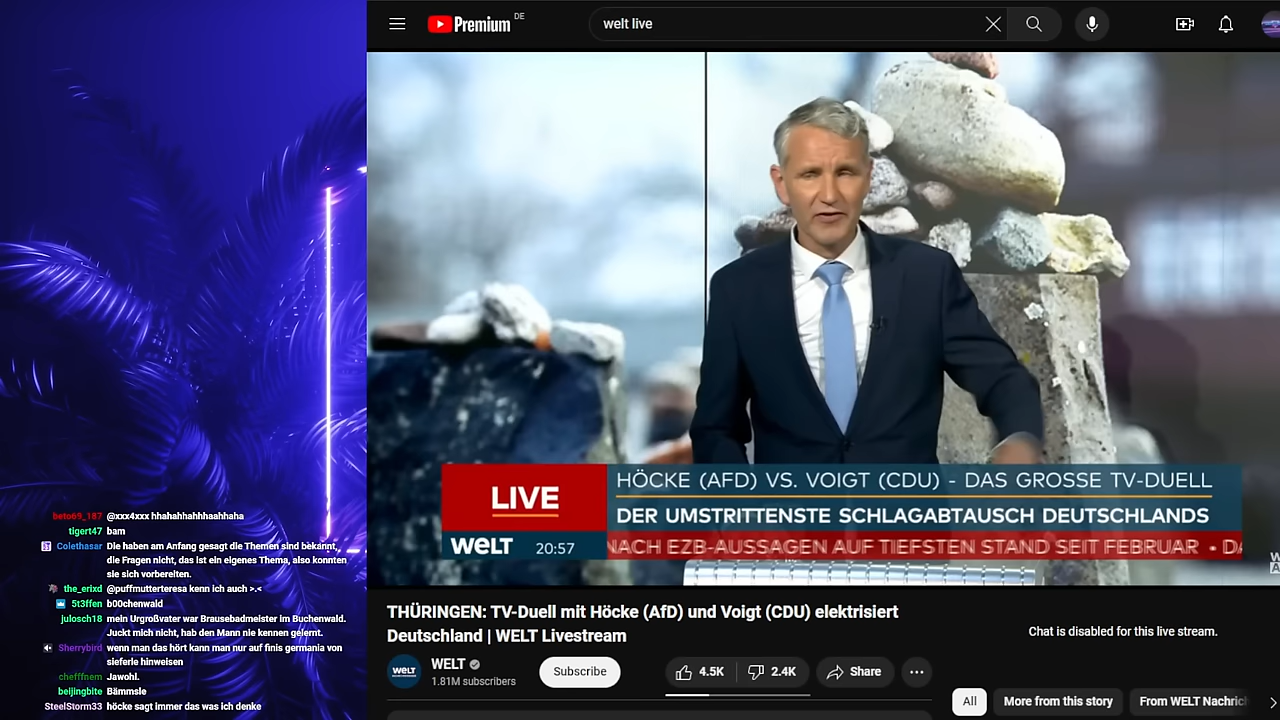 Premium DE
welt live
HÖCKE (AFD) VS. VOIGT (CDU) - DAS GROSSE TV-DUELL
LIVE
DER UMSTRITTENSTE SCHLAGABTAUSCH DEUTSCHLANDS
welt 20:57
NACH EZB-AUSSAGEN AUF TIEFSTEN STAND SEIT FEBRUAR •
THÜRINGEN: TV-Duell mit Höcke (AfD) und Voigt (CDU) elektrisiert
Deutschland | WELT Livestream
Chat is disabled for this live stream.
welt
WELT
1.81M subscribers
Subscribe
4.5K
2.4K
Share
All
More from this story
From WELT Nachric
beto69_187 @xxx4xxx hhahahhahhhaahhaha
tigert47 bam
Colethasar Die haben am Anfang gesagt die Themen sind bekannt,
die Fragen nicht, das ist ein eigenes Thema, also konnten
sie sich vorbereiten.
the_erixd @puffmutterteresa kenn ich auch >.<
5t3ffen b00chenwald
julosch18 mein Urgroßvater war Brausebadmeister im Buchenwald.
Juckt mich nicht, hab den Mann nie kennen gelernt.
Sherrybird wenn man das hört kann man nur auf finis germania von
sieferle hinweisen
chefffnem Jawohl.
beijingbite Bämmsle
SteelStorm33 höcke sagt immer das was ich denke